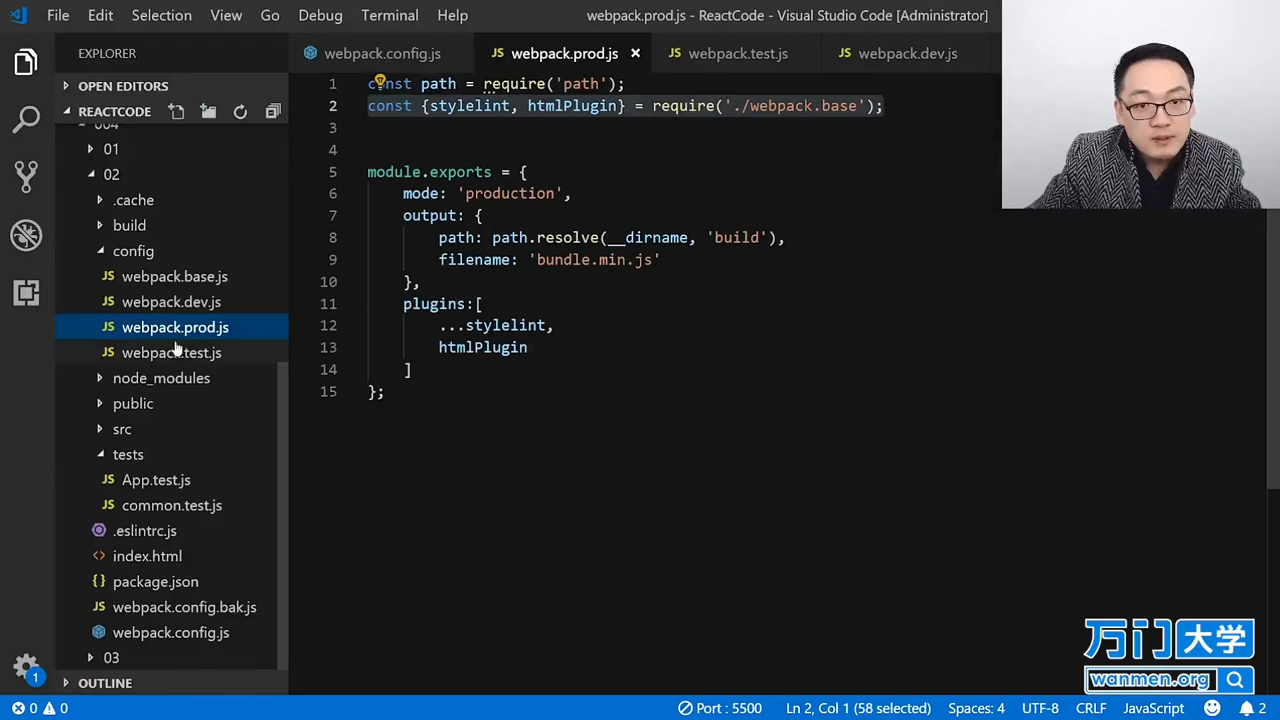 File Edit Selection View Go Debug Terminal Help webpack.prod.js - ReactCode - Visual Studio Code [Administrator]
EXPLORER
webpack.config.js
JS webpack.prod.js
JS webpack.test.js
JS webpack.dev.js
OPEN EDITORS
REACTCODE
004
01
02
.cache
build
config
JS webpack.base.js
JS webpack.dev.js
JS webpack.prod.js
JS webpack.test.js
node_modules
public
src
tests
JS App.test.js
JS common.test.js
.eslintrc.js
<> index.html
{} package.json
JS webpack.config.bak.js
webpack.config.js
03
OUTLINE
1 const path = require('path');
2 const {stylelint, htmlPlugin} = require('./webpack.base');
3
4
5 module.exports = {
6 mode: 'production',
7 output: {
8 path: path.resolve(__dirname, 'build'),
9 filename: 'bundle.min.js'
10 },
11 plugins:[
12 ...stylelint,
13 htmlPlugin
14 ]
15 };
万门大学
wanmen.org
1
0 0 Port : 5500 Ln 2, Col 1 (58 selected) Spaces: 4 UTF-8 CRLF JavaScript 2